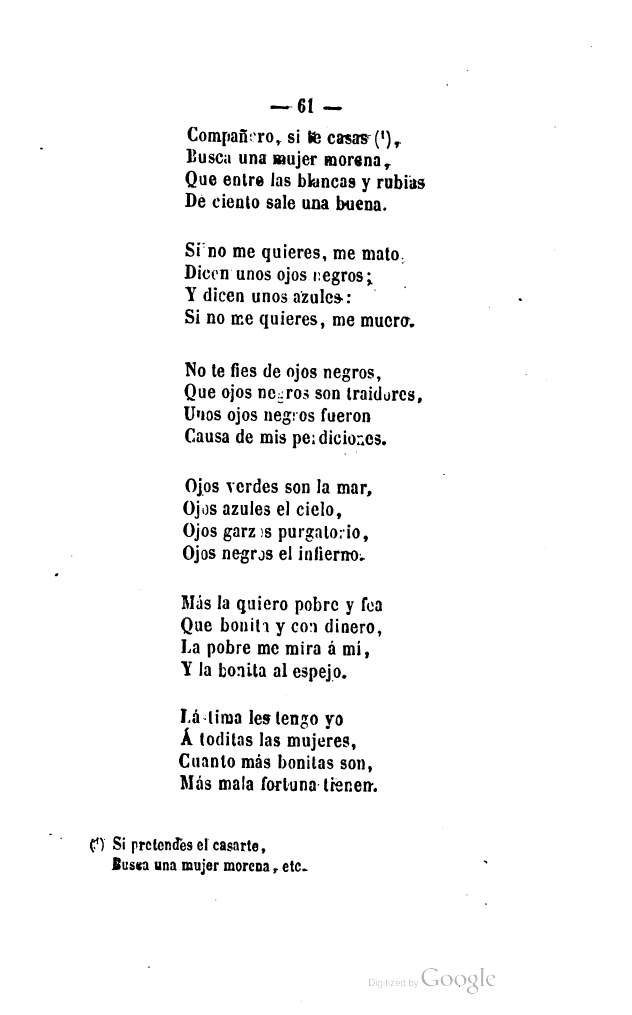 — 61 —
Compañero, si te casas (¹),
Busca una mujer morena,
Que entre las blancas y rubias
De ciento sale una buena.
Si no me quieres, me mato.
Dicen unos ojos negros;
Y dicen unos azules:
Si no me quieres, me muero.
No te fies de ojos negros,
Que ojos negros son traidores,
Unos ojos negros fueron
Causa de mis perdiciones.
Ojos verdes son la mar,
Ojos azules el cielo,
Ojos garzos purgatorio,
Ojos negros el infierno.
Más la quiero pobre y fea
Que bonita y con dinero,
La pobre me mira á mí,
Y la bonita al espejo.
Lástima les tengo yo
Á toditas las mujeres,
Cuanto más bonitas son,
Más mala fortuna tienen.
(¹) Si pretendes el casarte,
Busca una mujer morena, etc.
Digitized by Google